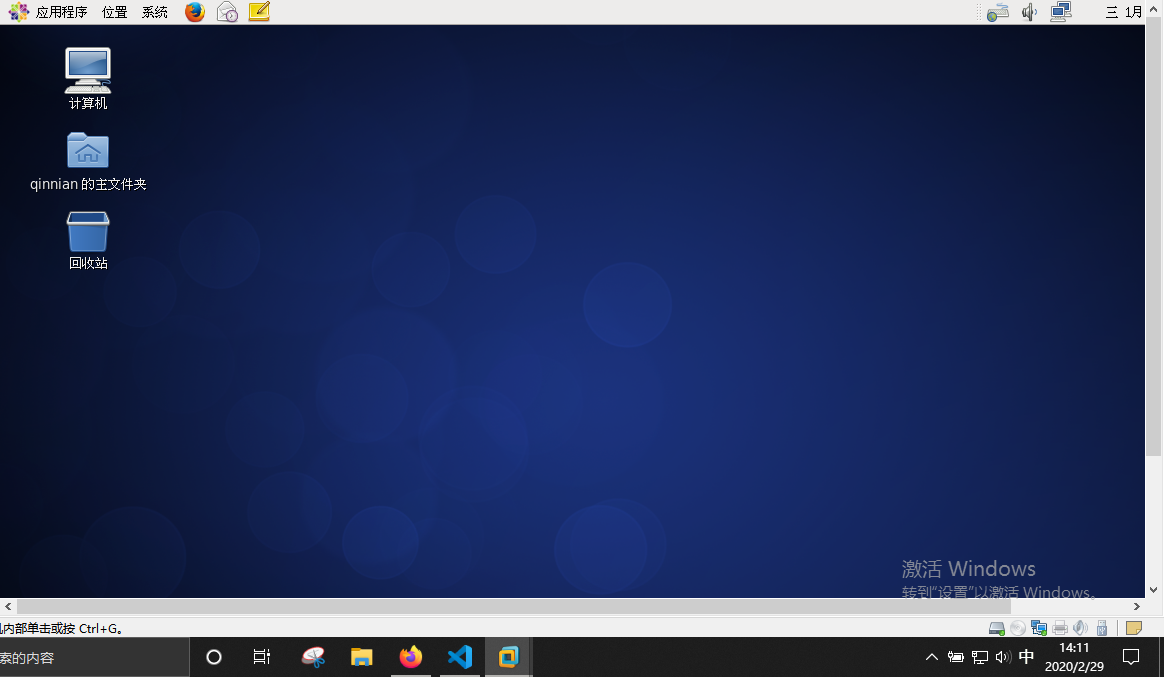 应用程序 位置 系统 三 1月
计算机
qinnian 的主文件夹
回收站
激活 Windows
转到"设置"以激活 Windows。
内部单击或按 Ctrl+G。
索的内容
中
14:11
2020/2/29